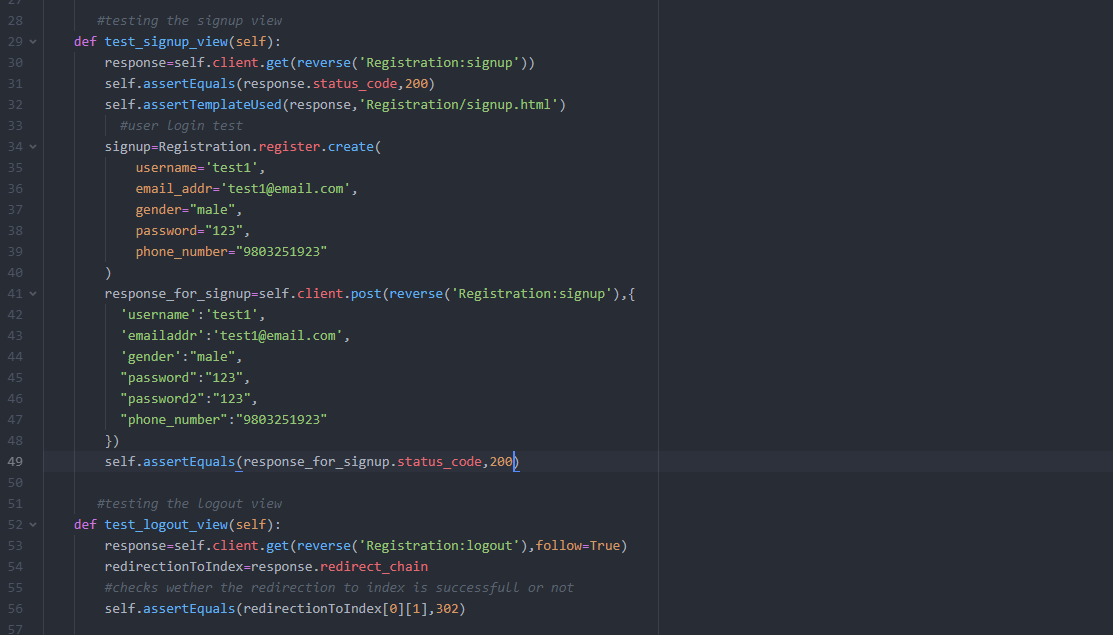 27
28 #testing the signup view
29 def test_signup_view(self):
30 response=self.client.get(reverse('Registration:signup'))
31 self.assertEquals(response.status_code,200)
32 self.assertTemplateUsed(response,'Registration/signup.html')
33 #user login test
34 signup=Registration.register.create(
35 username='test1',
36 email_addr='test1@email.com',
37 gender="male",
38 password="123",
39 phone_number="9803251923"
40 )
41 response_for_signup=self.client.post(reverse('Registration:signup'),{
42 'username':'test1',
43 'emailaddr':'test1@email.com',
44 'gender':"male",
45 "password":"123",
46 "password2":"123",
47 "phone_number":"9803251923"
48 })
49 self.assertEquals(response_for_signup.status_code,200)
50
51 #testing the logout view
52 def test_logout_view(self):
53 response=self.client.get(reverse('Registration:logout'),follow=True)
54 redirectionToIndex=response.redirect_chain
55 #checks wether the redirection to index is successfull or not
56 self.assertEquals(redirectionToIndex[0][1],302)
57